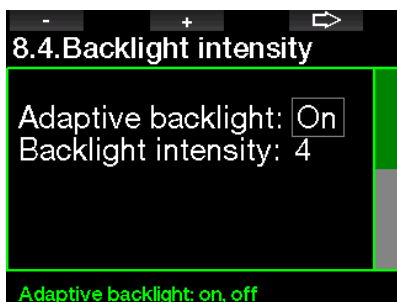 - +
8.4.Backlight intensity
Adaptive backlight: On
Backlight intensity: 4
Adaptive backlight: on, off